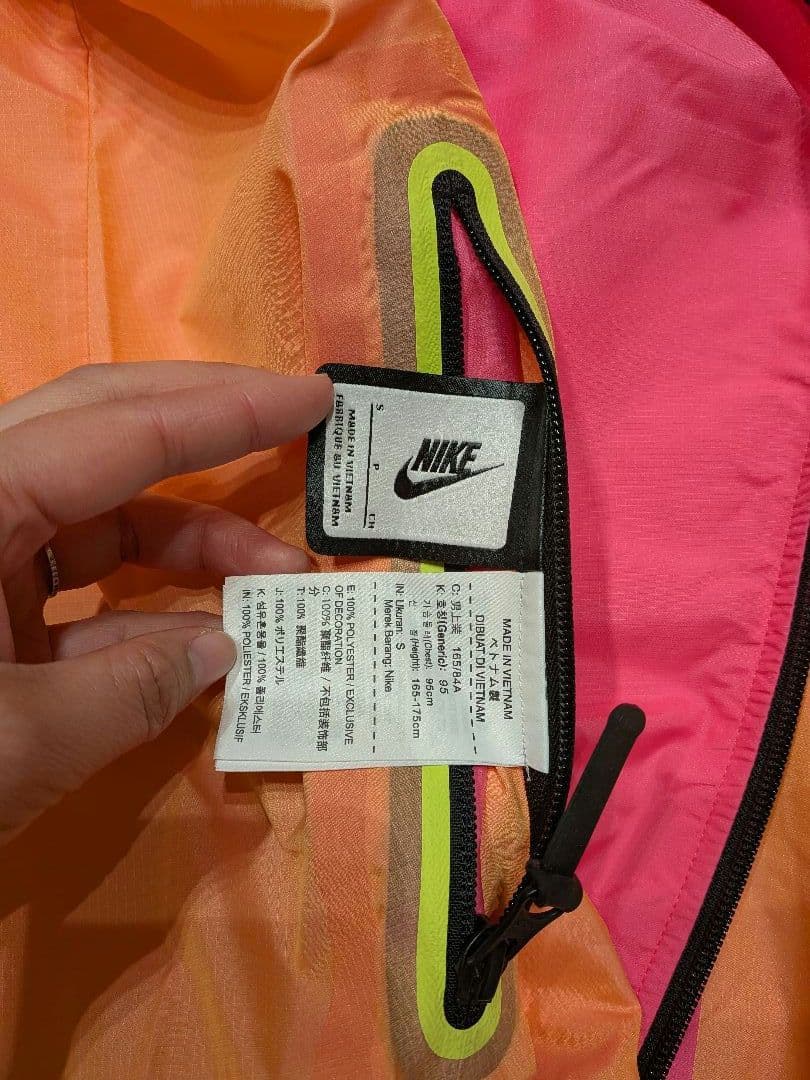 NIKE
S P CH
MADE IN VIETNAM
FABRIQUÉ AU VIETNAM
MADE IN VIETNAM
ベトナム製
DIBUAT DI VIETNAM
C: 男上装 165/84A
K: 호칭(Generic): 95
가슴둘레(Chest): 95cm
신 장(Height): 165-175cm
IN: Ukuran: S
Merek Barang: Nike
E: 100% POLYESTER / EXCLUSIVE
OF DECORATION
C: 100% 聚酯纤维 / 不包括装饰部
分
T: 100% 聚酯纖維
J: 100% ポリエステル
K: 섬유혼용율 / 100% 폴리에스터
IN: 100% POLIESTER / EKSKLUSIF